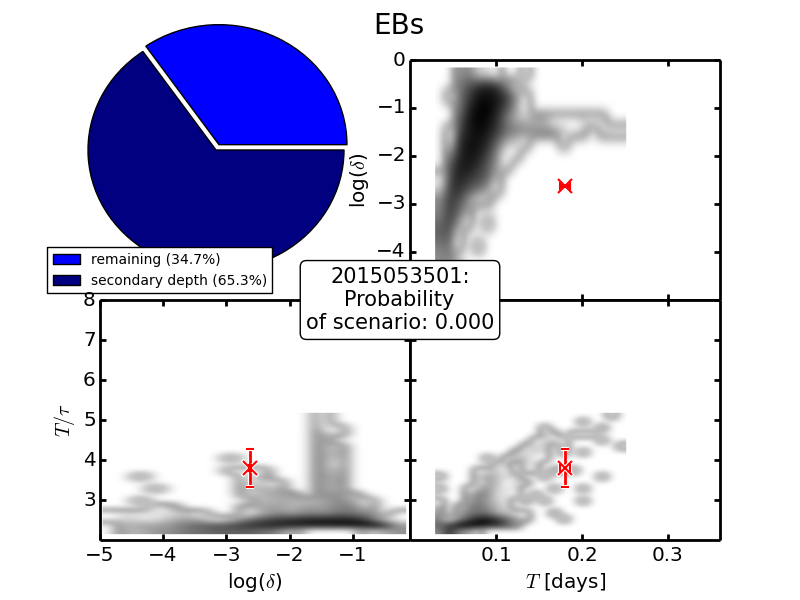 EBs
0
−1
−2
−3
−4
log(δ)
remaining (34.7%)
secondary depth (65.3%)
2015053501:
Probability
of scenario: 0.000
8
7
6
5
4
3
T/τ
−5 −4 −3 −2 −1
log(δ)
0.1 0.2 0.3
T [days]